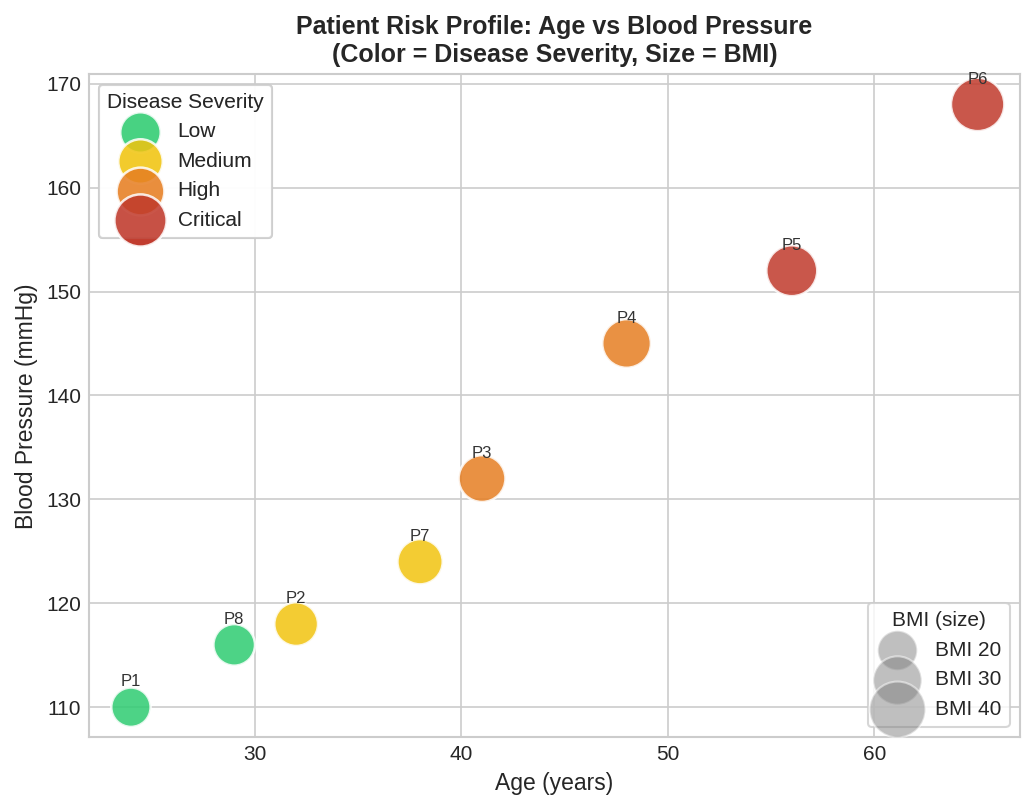 Patient Risk Profile: Age vs Blood Pressure
(Color = Disease Severity, Size = BMI)
Disease Severity
Low
Medium
High
Critical
P6
P5
P4
P3
P7
P2
P8
P1
BMI (size)
BMI 20
BMI 30
BMI 40
170
160
150
140
130
120
110
Blood Pressure (mmHg)
30
40
50
60
Age (years)